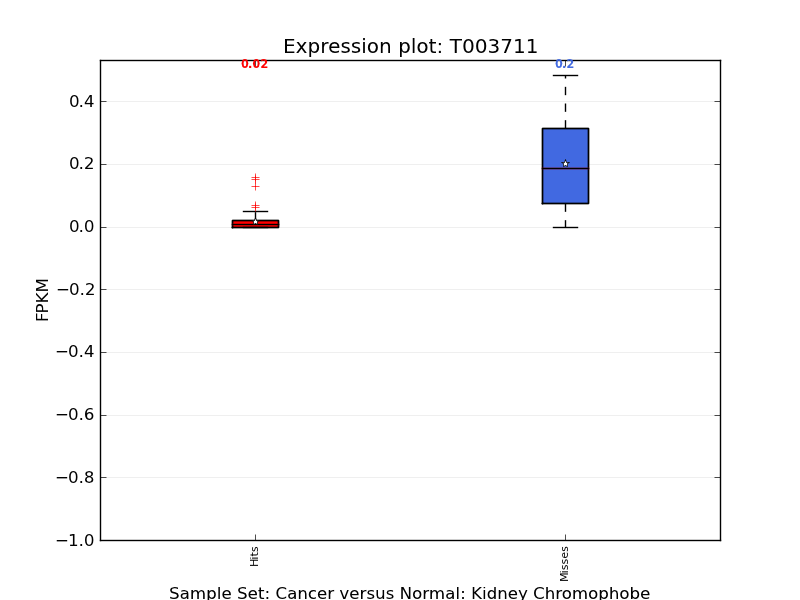 Expression plot: T003711
0.02
0.2
0.4
0.2
0.0
−0.2
−0.4
−0.6
−0.8
−1.0
FPKM
Hits
Misses
Sample Set: Cancer versus Normal: Kidney Chromophobe